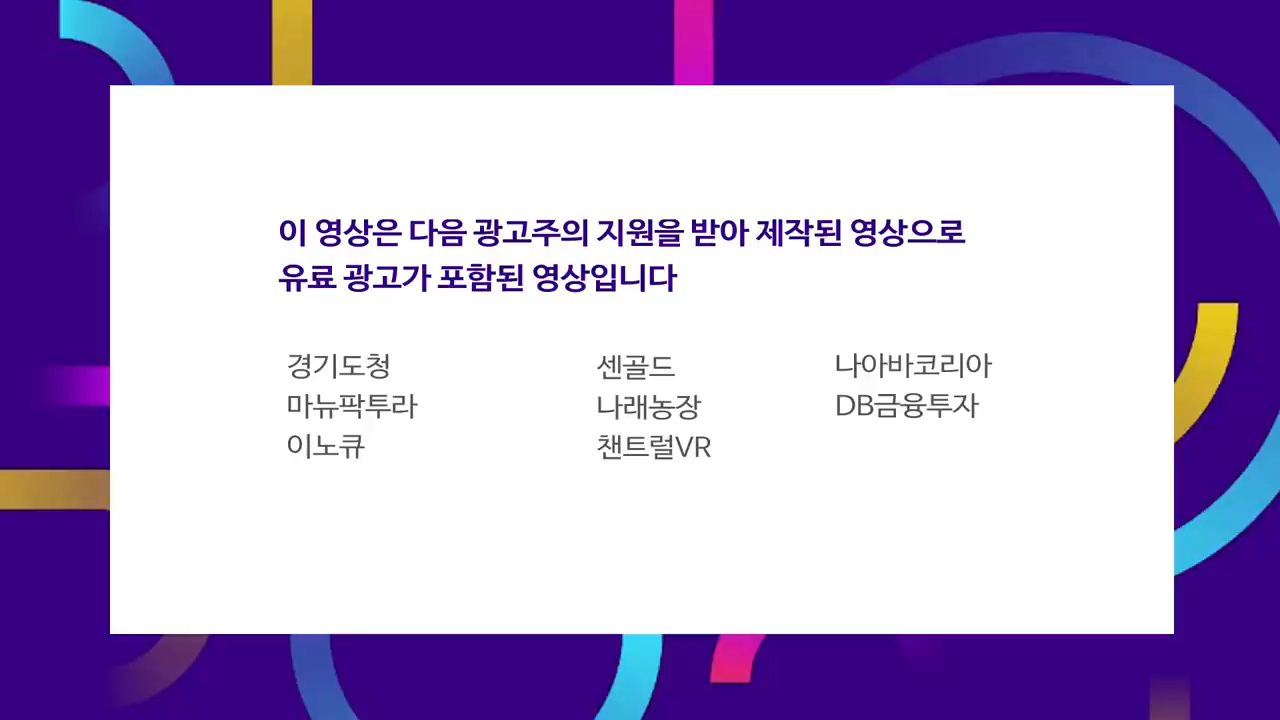 이 영상은 다음 광고주의 지원을 받아 제작된 영상으로
유료 광고가 포함된 영상입니다
경기도청
마뉴팍투라
이노큐
센골드
나래농장
챈트럴VR
나아바코리아
DB금융투자